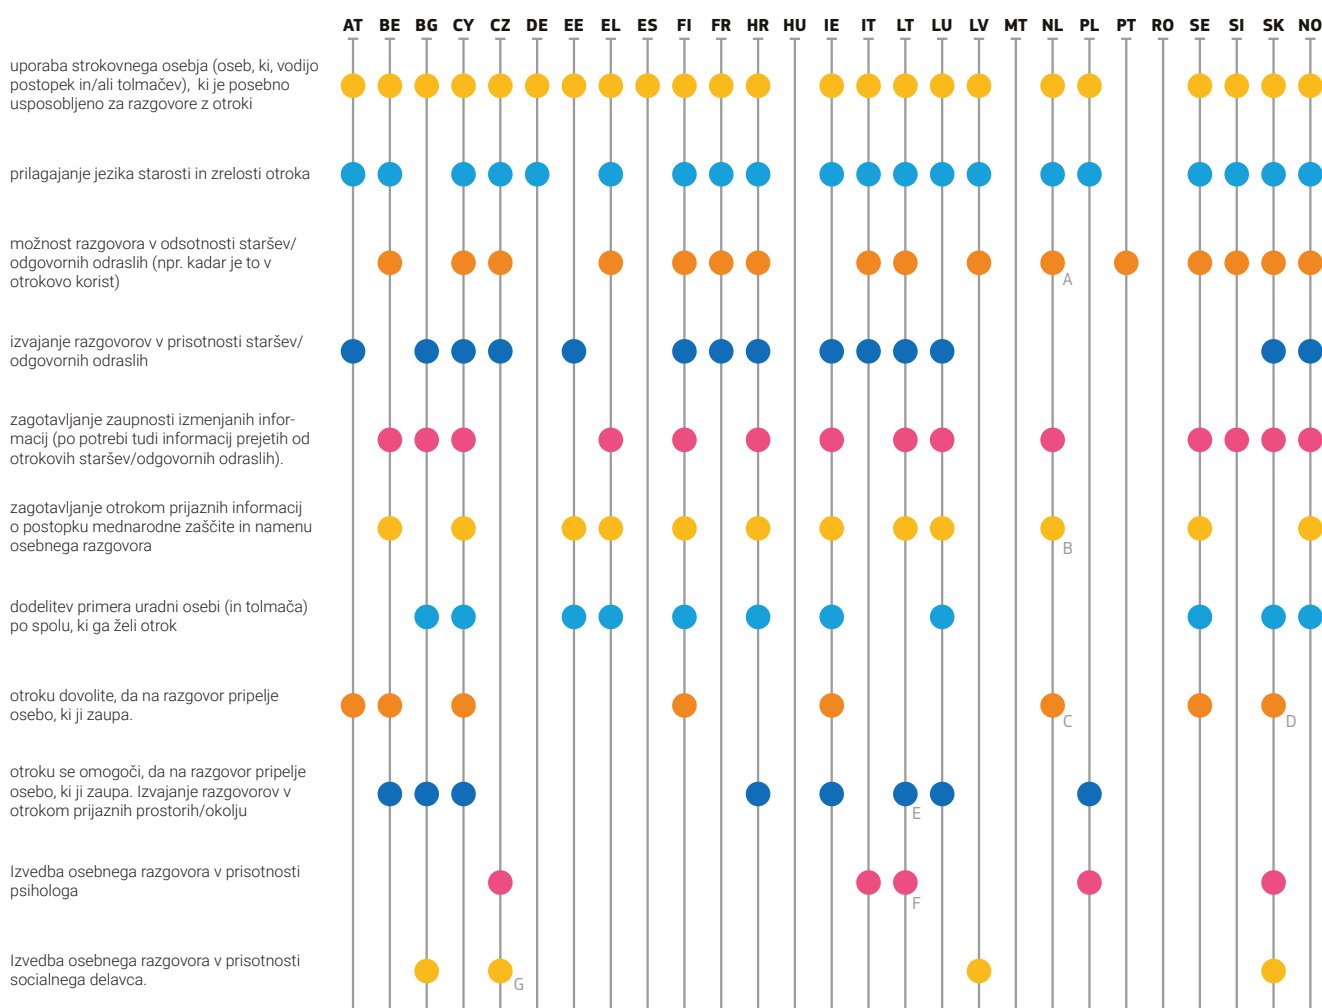 AT BE BG CY CZ DE EE EL ES FI FR HR HU IE IT LT LU LV MT NL PL PT RO SE SI SK NO
uporaba strokovnega osebja (oseb, ki, vodijo
postopek in/ali tolmačev), ki je posebno
usposobljeno za razgovore z otroki
prilagajanje jezika starosti in zrelosti otroka
možnost razgovora v odsotnosti staršev/
odgovornih odraslih (npr. kadar je to v
otrokovo korist)
A
izvajanje razgovorov v prisotnosti staršev/
odgovornih odraslih
zagotavljanje zaupnosti izmenjanih infor-
macij (po potrebi tudi informacij prejetih od
otrokovih staršev/odgovornih odraslih).
zagotavljanje otrokom prijaznih informacij
o postopku mednarodne zaščite in namenu
osebnega razgovora
B
dodelitev primera uradni osebi (in tolmača)
po spolu, ki ga želi otrok
otroku dovolite, da na razgovor pripelje
osebo, ki ji zaupa.
C D
otroku se omogoči, da na razgovor pripelje
osebo, ki ji zaupa. Izvajanje razgovorov v
otrokom prijaznih prostorih/okolju
E
Izvedba osebnega razgovora v prisotnosti
psihologa
F
Izvedba osebnega razgovora v prisotnosti
socialnega delavca.
G